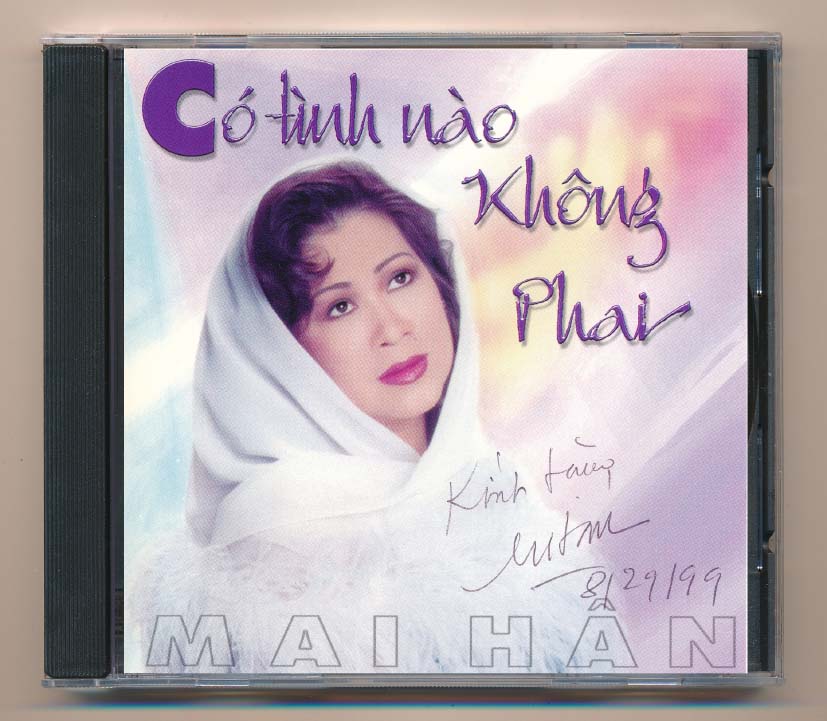 Có tình nào
Không
Phai
Kính tặng
8/29/99
MAI HÂN